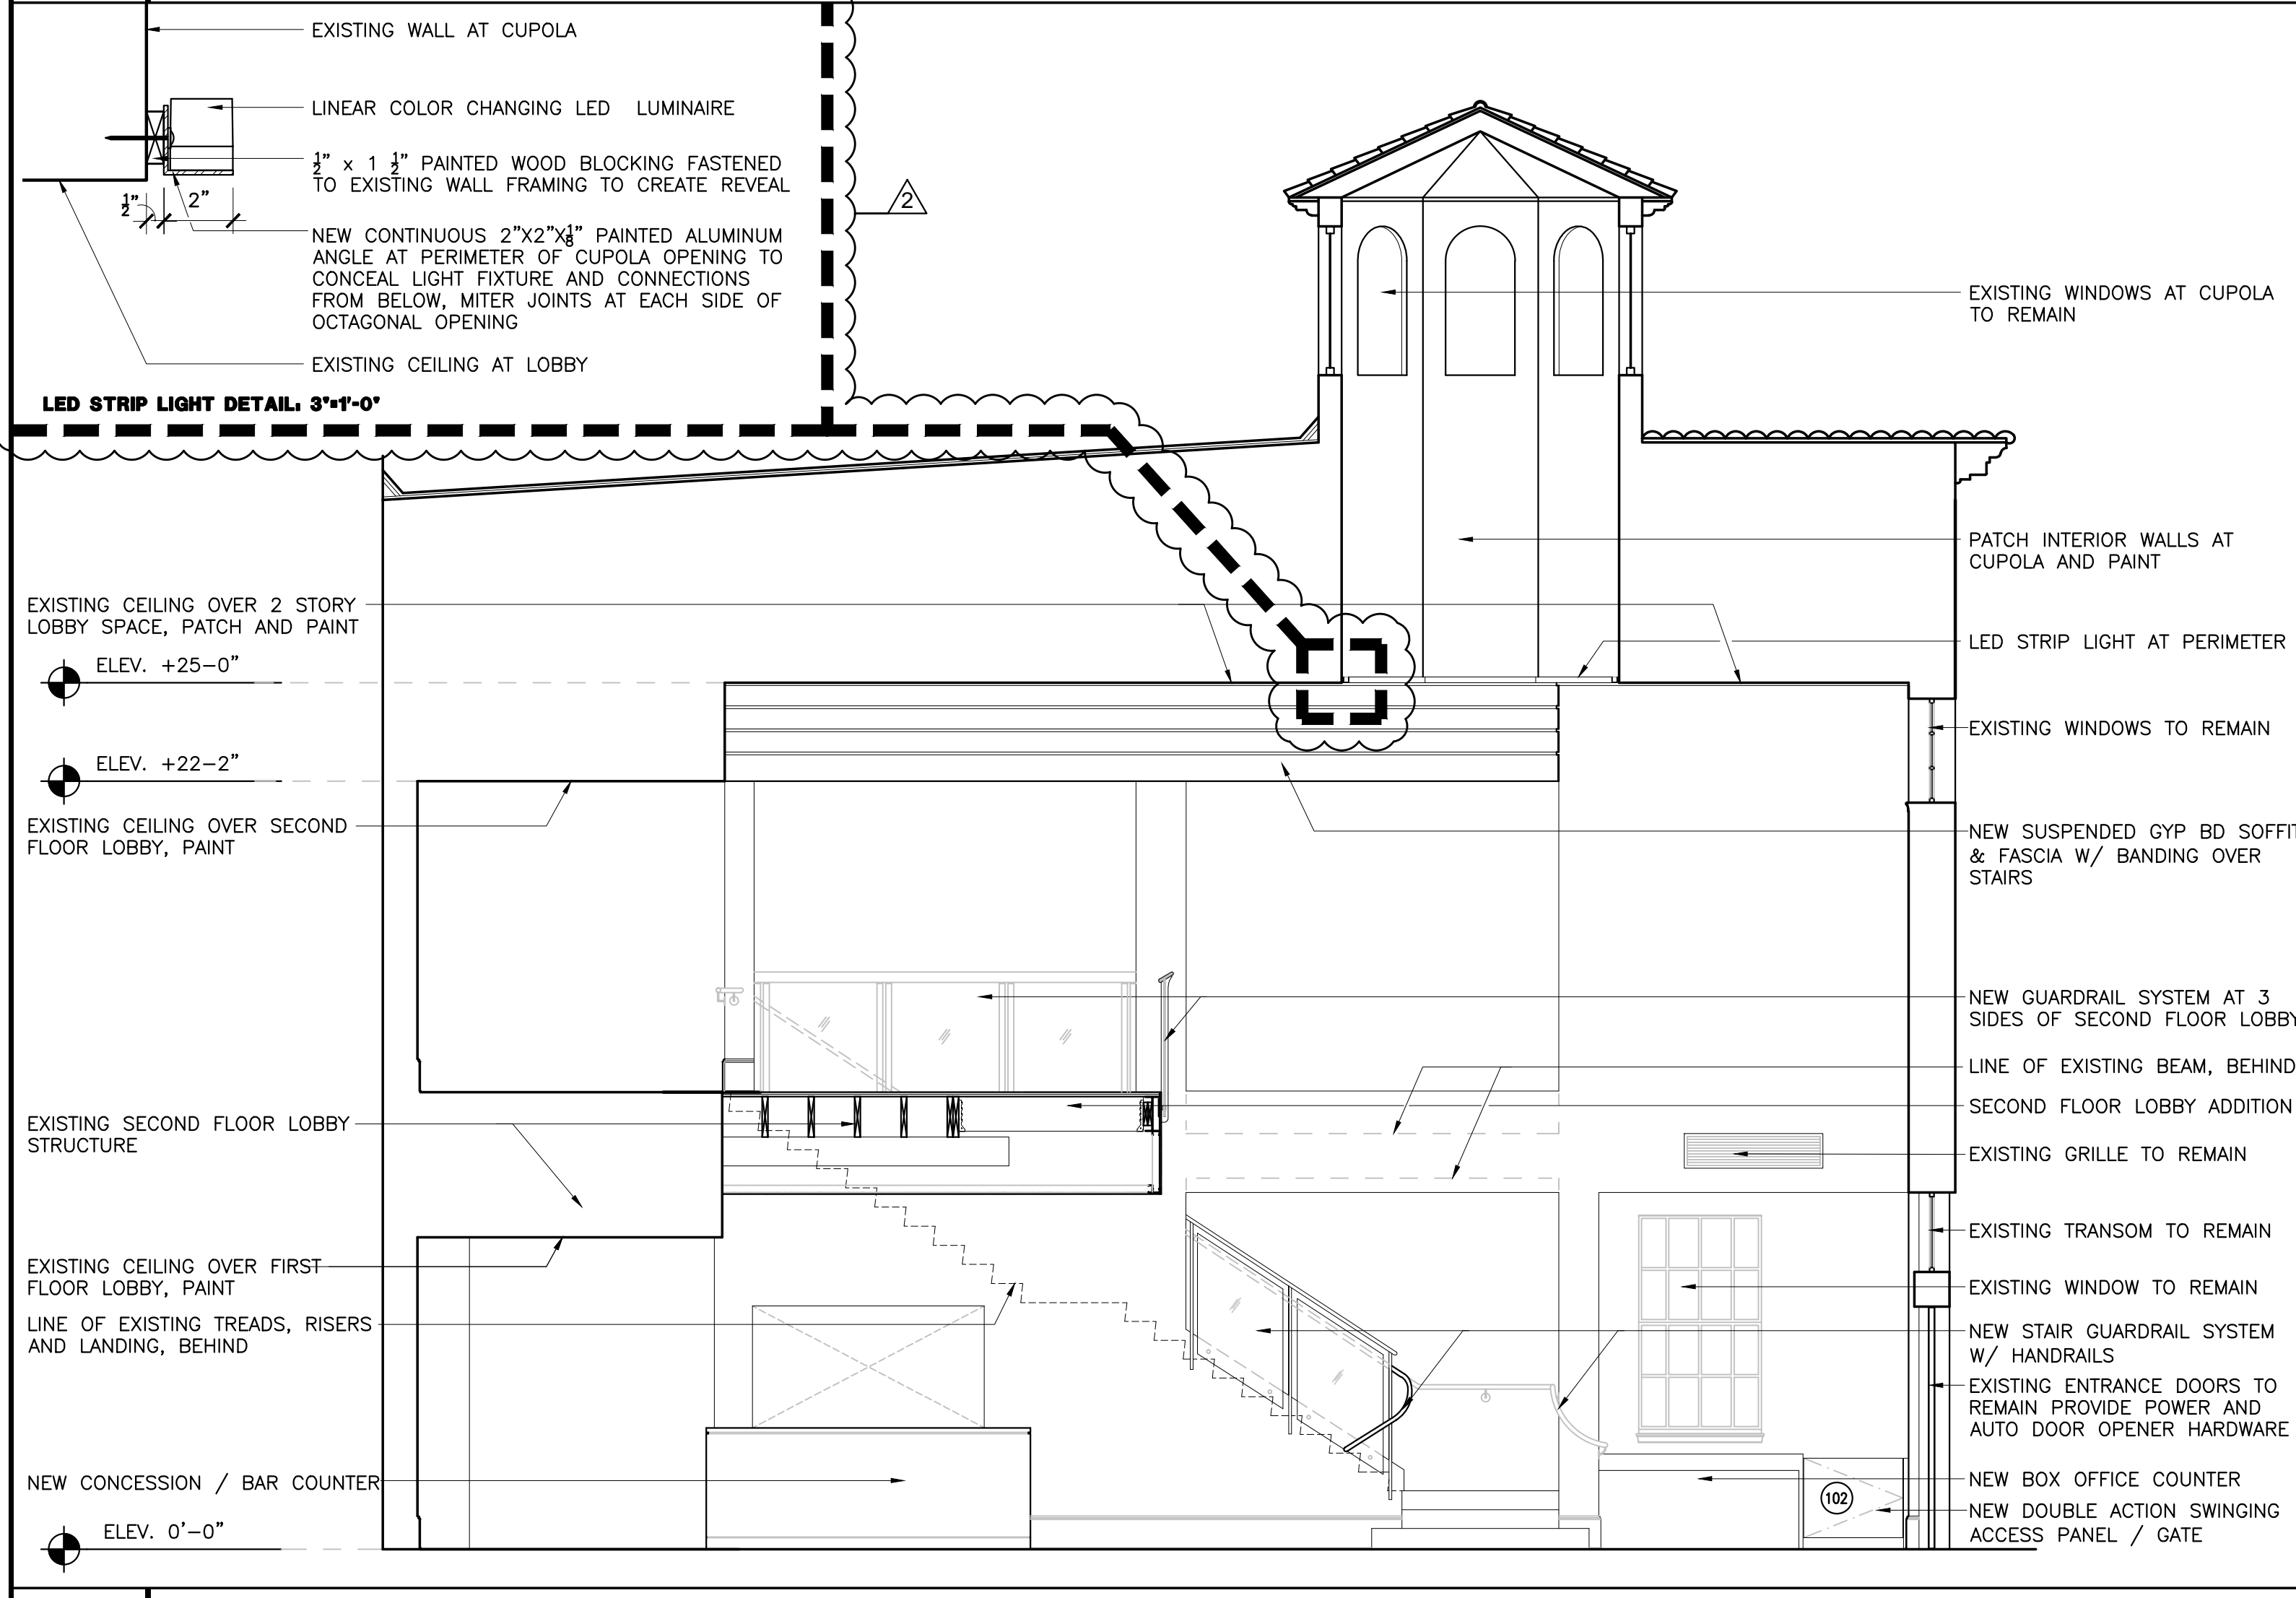 EXISTING WALL AT CUPOLA
LINEAR COLOR CHANGING LED LUMINAIRE
1/2" x 1 1/2" PAINTED WOOD BLOCKING FASTENED
TO EXISTING WALL FRAMING TO CREATE REVEAL
1/2"
2"
NEW CONTINUOUS 2"X2"X1/8" PAINTED ALUMINUM
ANGLE AT PERIMETER OF CUPOLA OPENING TO
CONCEAL LIGHT FIXTURE AND CONNECTIONS
FROM BELOW, MITER JOINTS AT EACH SIDE OF
OCTAGONAL OPENING
EXISTING CEILING AT LOBBY
LED STRIP LIGHT DETAIL: 3"=1'-0"
2
EXISTING CEILING OVER 2 STORY
LOBBY SPACE, PATCH AND PAINT
ELEV. +25-0"
ELEV. +22-2"
EXISTING CEILING OVER SECOND
FLOOR LOBBY, PAINT
EXISTING SECOND FLOOR LOBBY
STRUCTURE
EXISTING CEILING OVER FIRST
FLOOR LOBBY, PAINT
LINE OF EXISTING TREADS, RISERS
AND LANDING, BEHIND
NEW CONCESSION / BAR COUNTER
ELEV. 0'-0"
EXISTING WINDOWS AT CUPOLA
TO REMAIN
PATCH INTERIOR WALLS AT
CUPOLA AND PAINT
LED STRIP LIGHT AT PERIMETER
EXISTING WINDOWS TO REMAIN
NEW SUSPENDED GYP BD SOFFIT
& FASCIA W/ BANDING OVER
STAIRS
NEW GUARDRAIL SYSTEM AT 3
SIDES OF SECOND FLOOR LOBBY
LINE OF EXISTING BEAM, BEHIND
SECOND FLOOR LOBBY ADDITION
EXISTING GRILLE TO REMAIN
EXISTING TRANSOM TO REMAIN
EXISTING WINDOW TO REMAIN
NEW STAIR GUARDRAIL SYSTEM
W/ HANDRAILS
EXISTING ENTRANCE DOORS TO
REMAIN PROVIDE POWER AND
AUTO DOOR OPENER HARDWARE
NEW BOX OFFICE COUNTER
102
NEW DOUBLE ACTION SWINGING
ACCESS PANEL / GATE